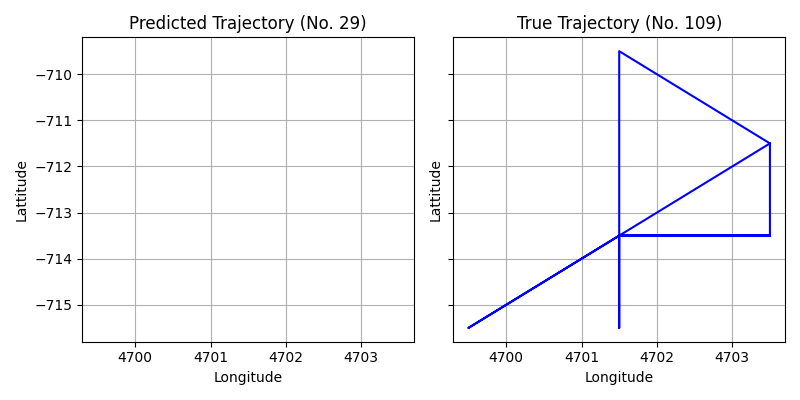 Predicted Trajectory (No. 29)
−710
−711
−712
−713
−714
−715
Lattitude
4700 4701 4702 4703
Longitude
True Trajectory (No. 109)
Lattitude
4700 4701 4702 4703
Longitude